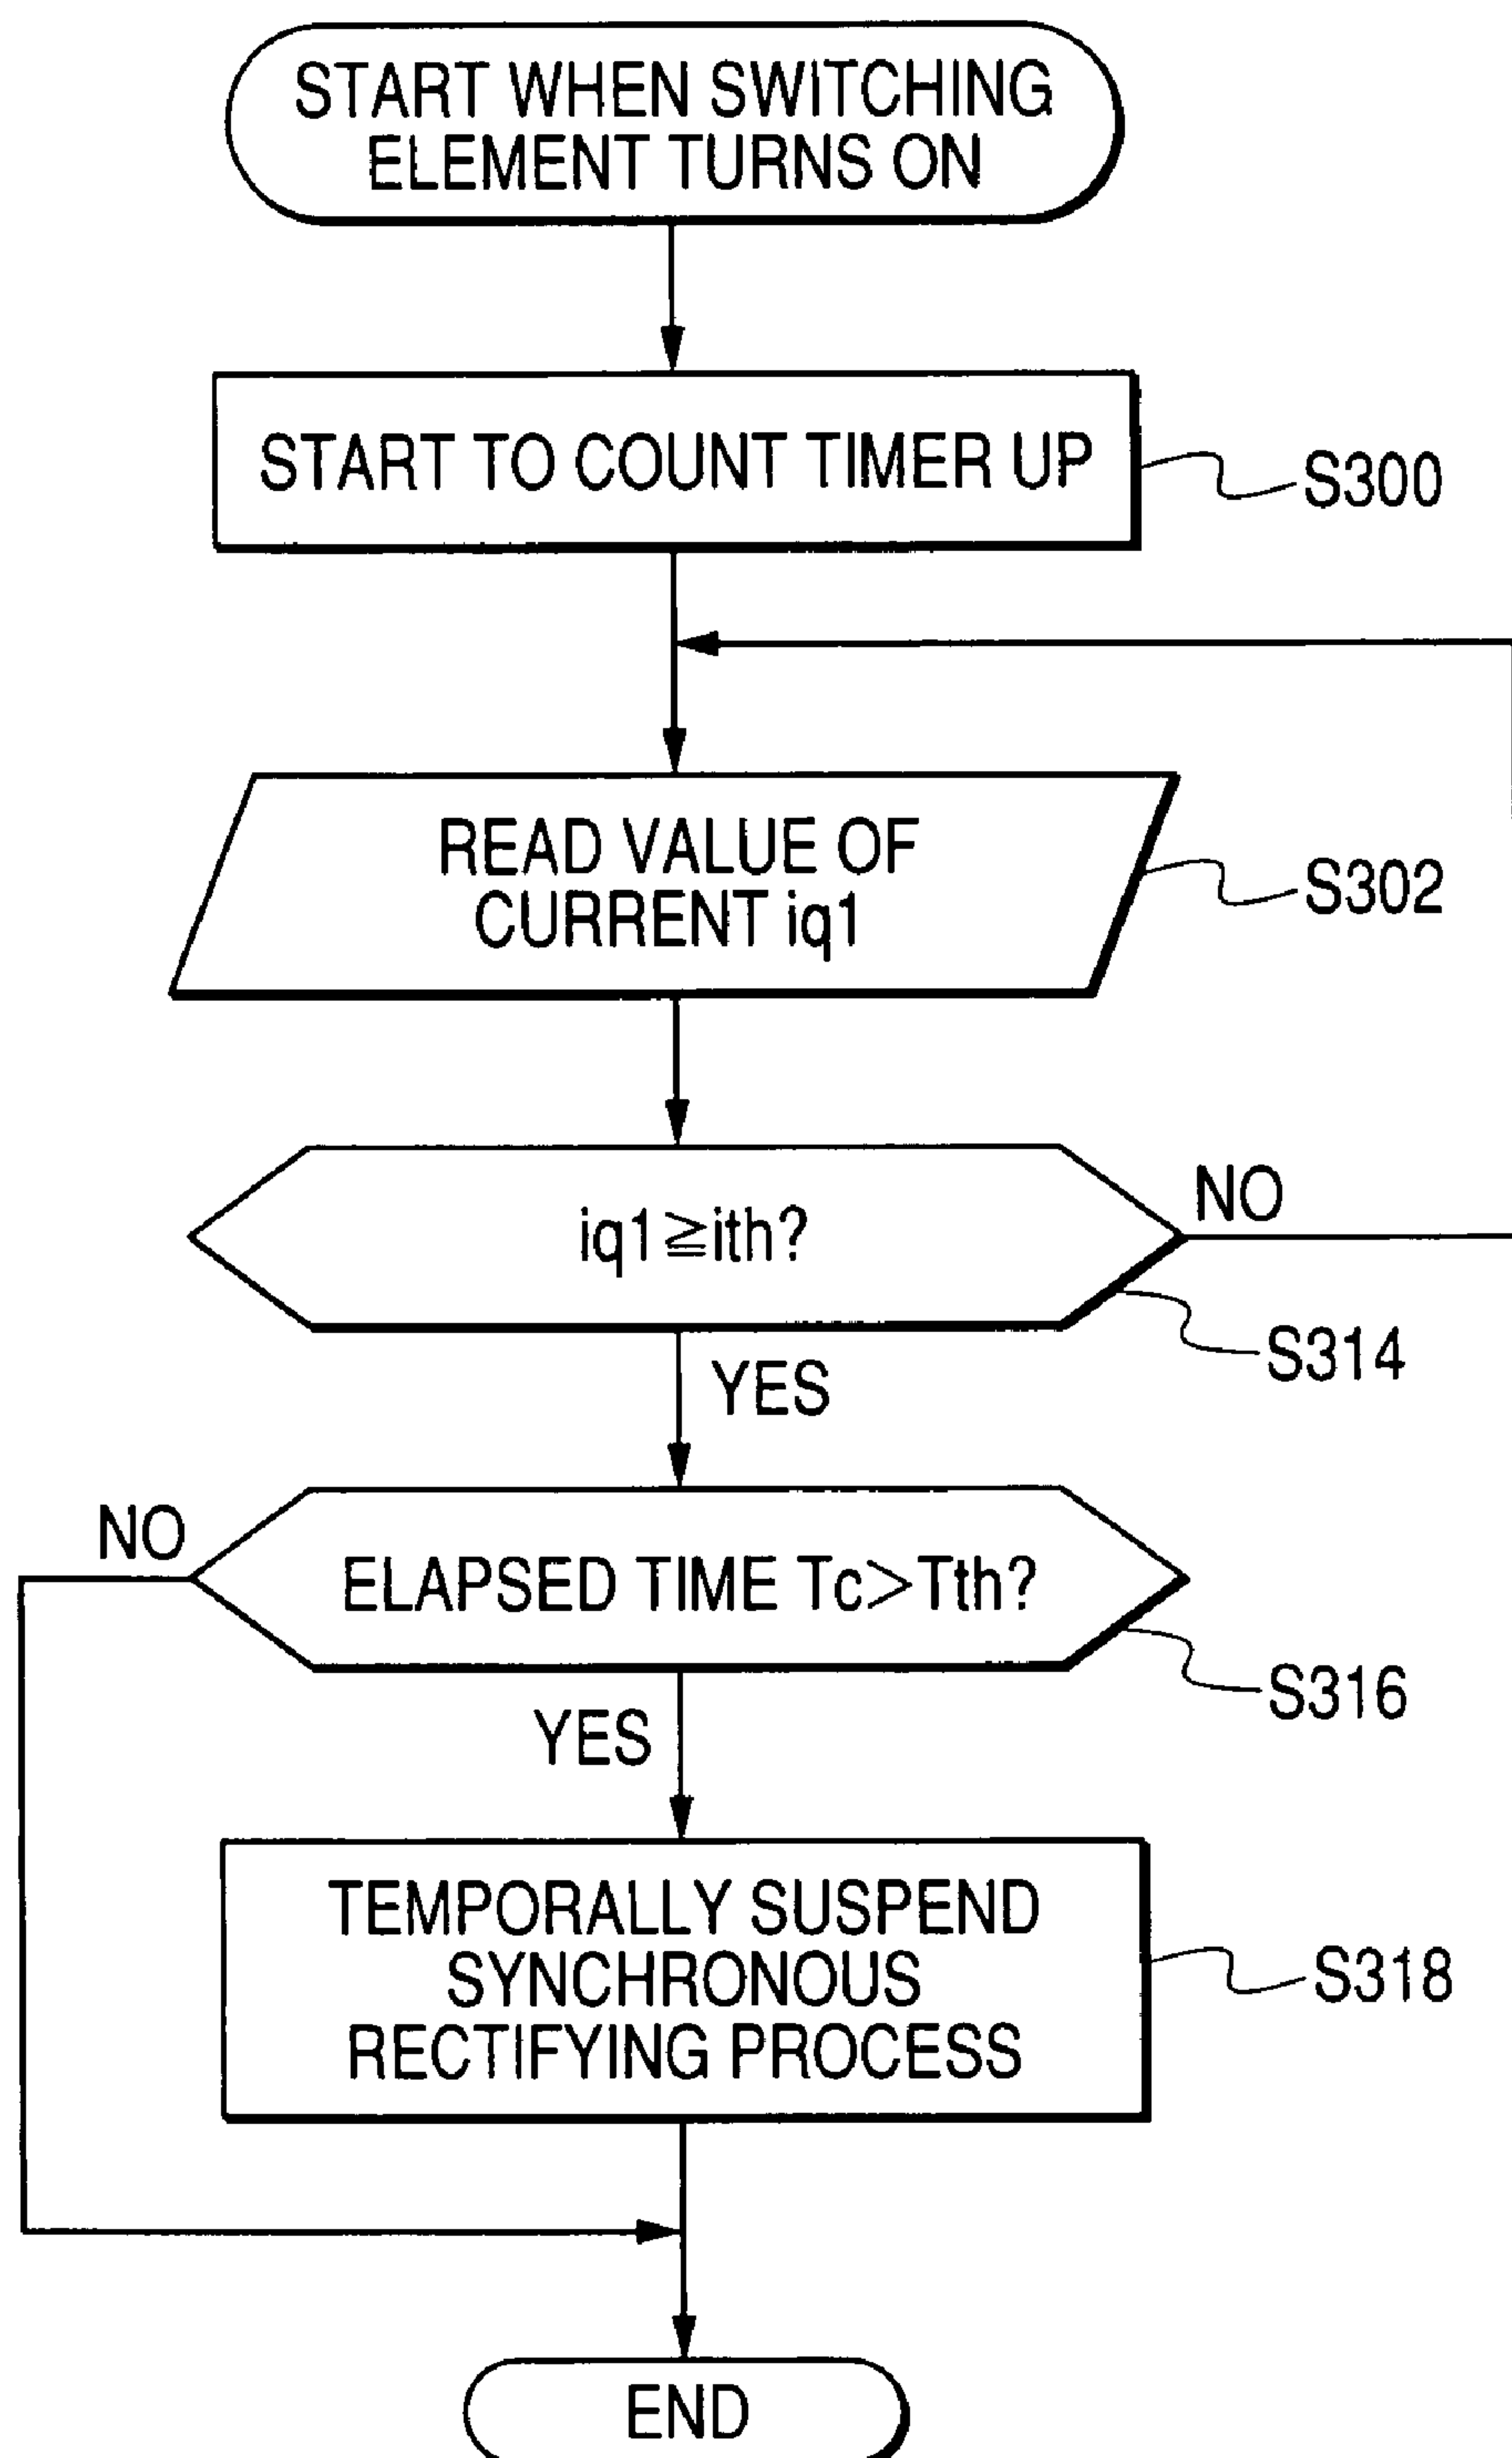 START WHEN SWITCHING
ELEMENT TURNS ON
START TO COUNT TIMER UP
S300
READ VALUE OF
CURRENT iq1
S302
iq1≧ith?
NO
S314
YES
NO
ELAPSED TIME Tc>Tth?
S316
YES
TEMPORALLY SUSPEND
SYNCHRONOUS
RECTIFYING PROCESS
S318
END